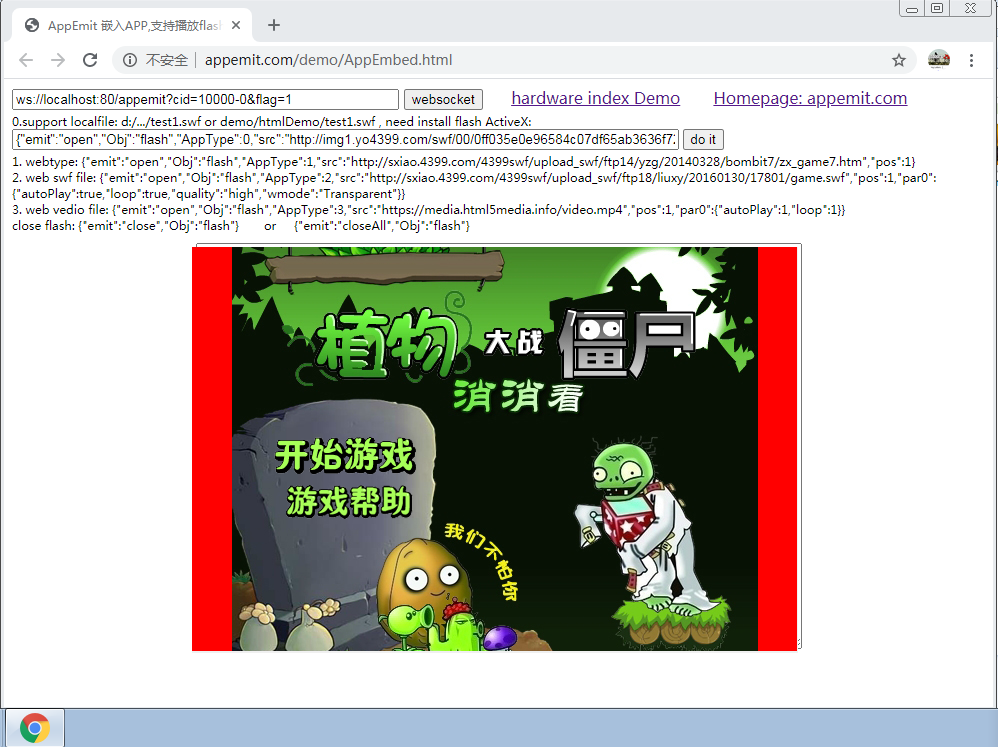 AppEmit 嵌入APP,支持播放flas
不安全
appemit.com/demo/AppEmbed.html
ws://localhost:80/appemit?cid=10000-0&flag=1
websocket
hardware index Demo
Homepage: appemit.com
0.support localfile: d:/.../test1.swf or demo/htmlDemo/test1.swf , need install flash ActiveX:
{"emit":"open","Obj":"flash","AppType":0,"src":"http://img1.yo4399.com/swf/00/0ff035e0e96584c07df65ab3636f7
do it
1. webtype: {"emit":"open","Obj":"flash","AppType":1,"src":"http://sxiao.4399.com/4399swf/upload_swf/ftp14/yzg/20140328/bombit7/zx_game7.htm","pos":1}
2. web swf file: {"emit":"open","Obj":"flash","AppType":2,"src":"http://sxiao.4399.com/4399swf/upload_swf/ftp18/liuxy/20160130/17801/game.swf","pos":1,"par0":
{"autoPlay":true,"loop":true,"quality":"high","wmode":"Transparent"}}
3. web vedio file: {"emit":"open","Obj":"flash","AppType":3,"src":"https://media.html5media.info/video.mp4","pos":1,"par0":{"autoPlay":1,"loop":1}}
close flash: {"emit":"close","Obj":"flash"} or {"emit":"closeAll","Obj":"flash"}
植物大战僵尸
消消看
开始游戏
游戏帮助
我们不怕你